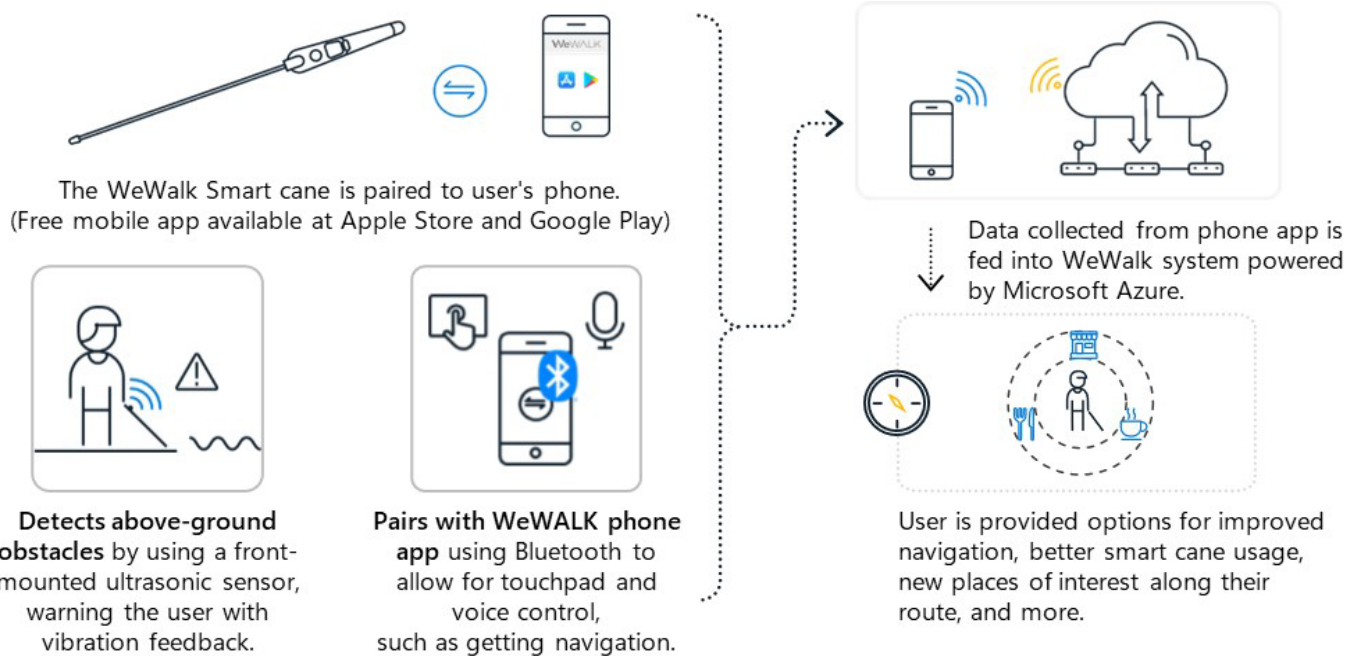 WeWALK
The WeWalk Smart cane is paired to user's phone.
(Free mobile app available at Apple Store and Google Play)
Detects above-ground
obstacles by using a front-
mounted ultrasonic sensor,
warning the user with
vibration feedback.
Pairs with WeWALK phone
app using Bluetooth to
allow for touchpad and
voice control,
such as getting navigation.
Data collected from phone app is
fed into WeWalk system powered
by Microsoft Azure.
User is provided options for improved
navigation, better smart cane usage,
new places of interest along their
route, and more.